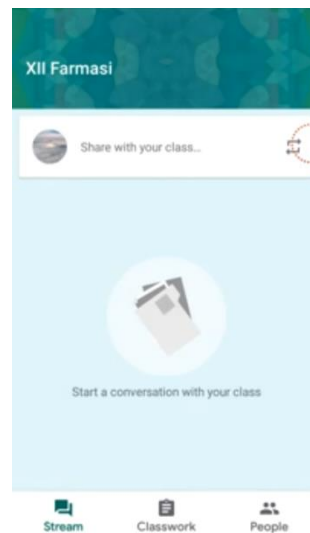 XII Farmasi
Share with your class...
Start a conversation with your class
Stream Classwork People